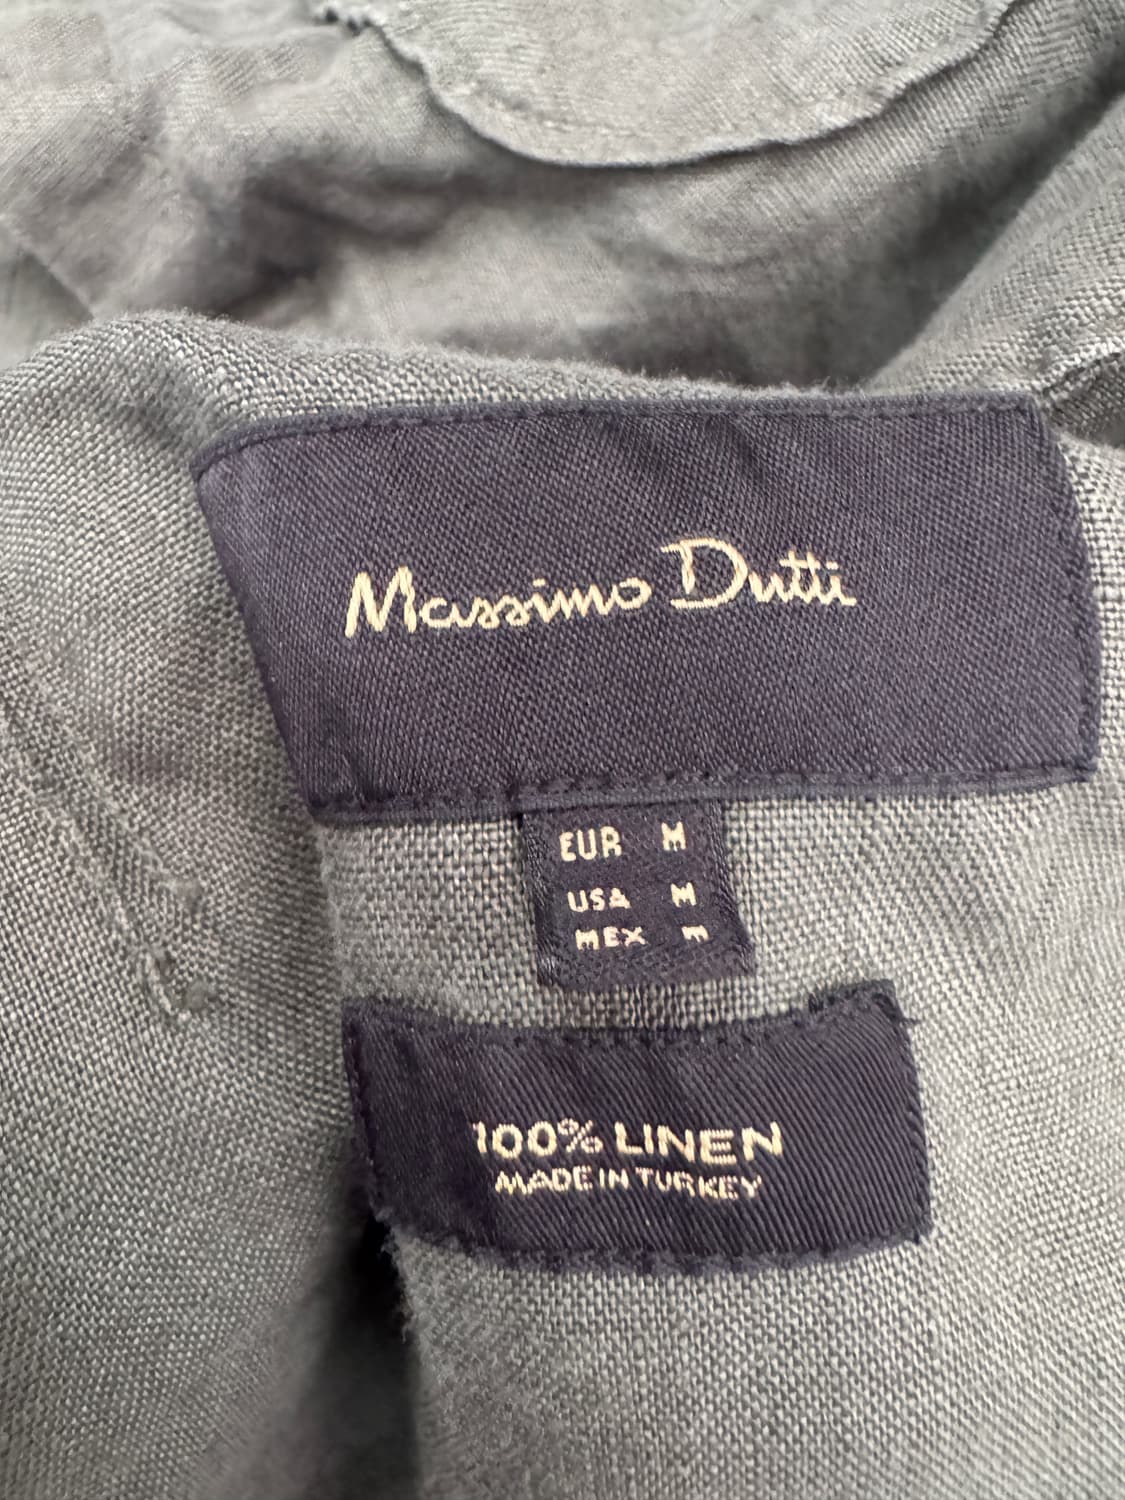 Massimo Dutti
EUR M
USA M
MEX M
100% LINEN
MADE IN TURKEY